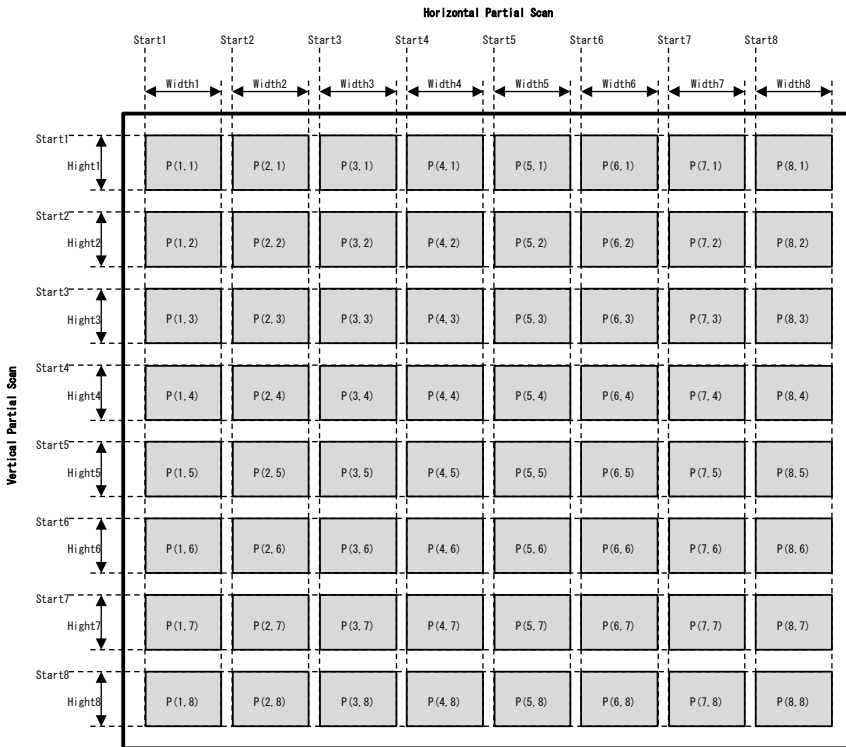 Horizontal Partial Scan
Start1 Start2 Start3 Start4 Start5 Start6 Start7 Start8
Width1 Width2 Width3 Width4 Width5 Width6 Width7 Width8
Vertical Partial Scan
Start1
Hight1 P(1,1) P(2,1) P(3,1) P(4,1) P(5,1) P(6,1) P(7,1) P(8,1)
Start2
Hight2 P(1,2) P(2,2) P(3,2) P(4,2) P(5,2) P(6,2) P(7,2) P(8,2)
Start3
Hight3 P(1,3) P(2,3) P(3,3) P(4,3) P(5,3) P(6,3) P(7,3) P(8,3)
Start4
Hight4 P(1,4) P(2,4) P(3,4) P(4,4) P(5,4) P(6,4) P(7,4) P(8,4)
Start5
Hight5 P(1,5) P(2,5) P(3,5) P(4,5) P(5,5) P(6,5) P(7,5) P(8,5)
Start6
Hight6 P(1,6) P(2,6) P(3,6) P(4,6) P(5,6) P(6,6) P(7,6) P(8,6)
Start7
Hight7 P(1,7) P(2,7) P(3,7) P(4,7) P(5,7) P(6,7) P(7,7) P(8,7)
Start8
Hight8 P(1,8) P(2,8) P(3,8) P(4,8) P(5,8) P(6,8) P(7,8) P(8,8)